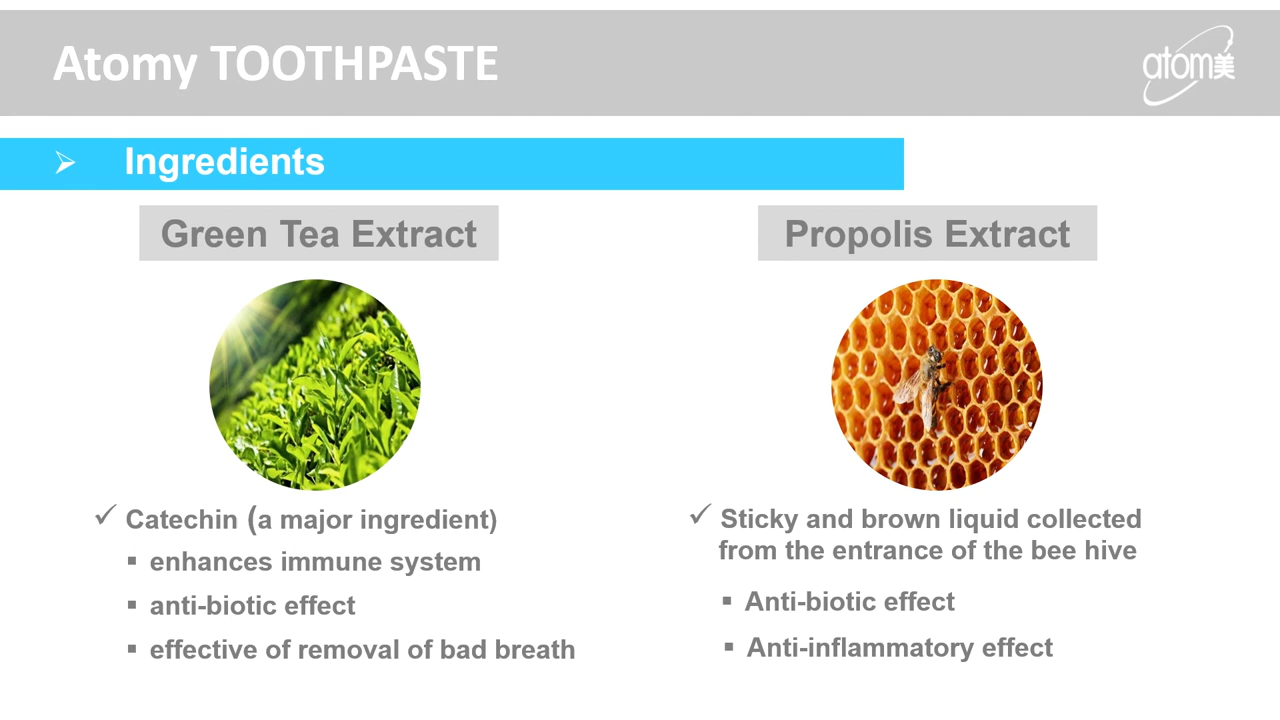 Atomy TOOTHPASTE
atom美
➢ Ingredients
Green Tea Extract
Propolis Extract
✓ Catechin (a major ingredient)
▪ enhances immune system
▪ anti-biotic effect
▪ effective of removal of bad breath
✓ Sticky and brown liquid collected
from the entrance of the bee hive
▪ Anti-biotic effect
▪ Anti-inflammatory effect